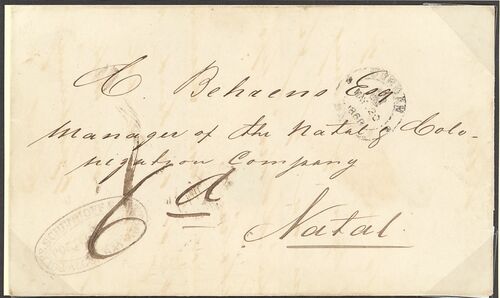 C. Behrens Esq
Manager of the Natal & Colo-
nization Company
6d
Natal.